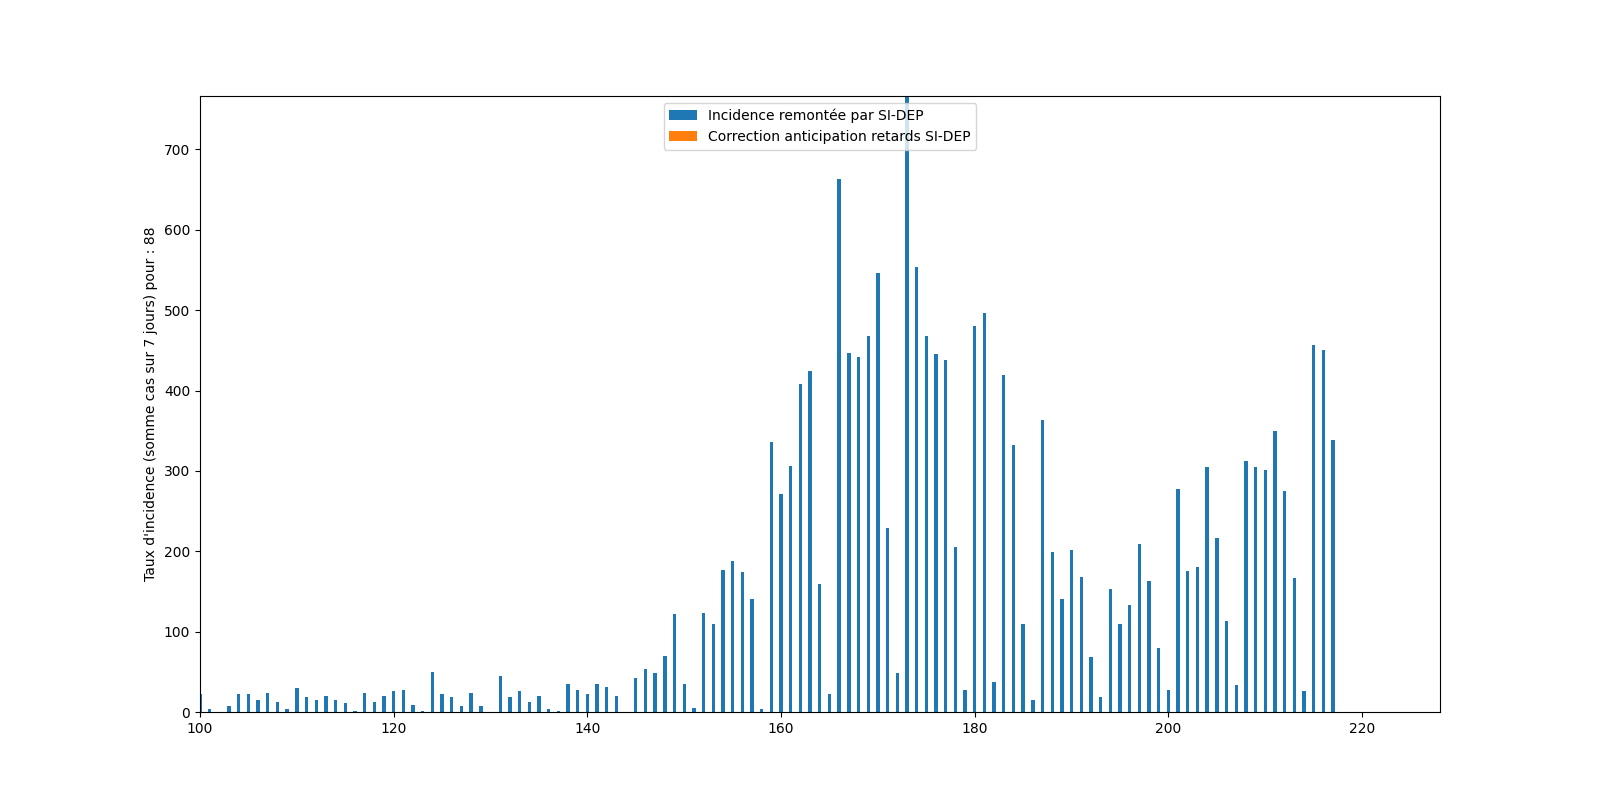 Incidence remontée par SI-DEP
Correction anticipation retards SI-DEP
Taux d'incidence (somme cas sur 7 jours) pour : 88
700
600
500
400
300
200
100
0
100 120 140 160 180 200 220